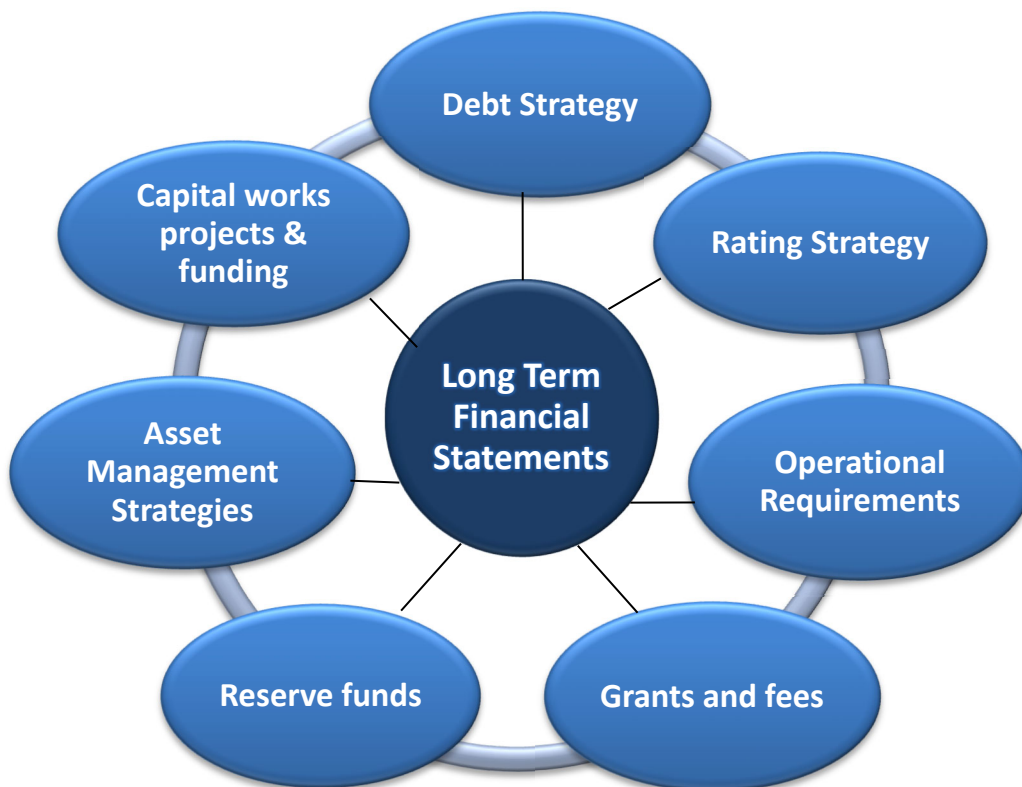 Debt Strategy
Capital works
projects &
funding
Rating Strategy
Long Term
Financial
Statements
Asset
Management
Strategies
Operational
Requirements
Reserve funds
Grants and fees